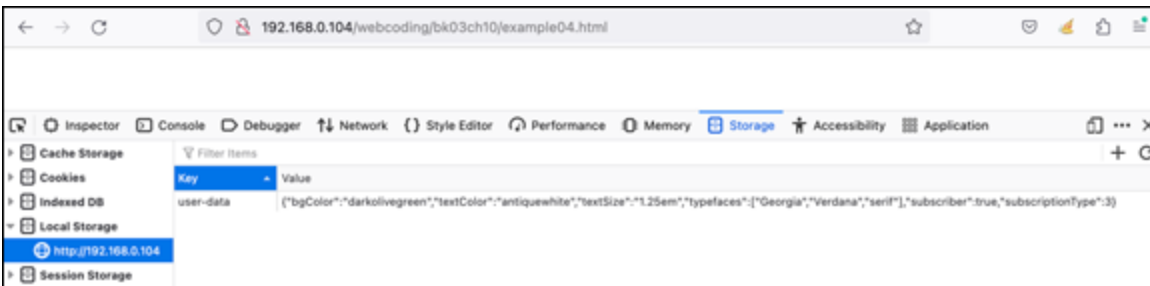 192.168.0.104/webcoding/bk03ch10/example04.html
Inspector Console Debugger Network Style Editor Performance Memory Storage Accessibility Application
Cache Storage
Filter Items
Cookies
Key Value
Indexed DB
user-data {"bgColor":"darkolivegreen","textColor":"antiquewhite","textSize":"1.25em","typefaces":["Georgia","Verdana","serif"],"subscriber":true,"subscriptionType":3}
Local Storage
http://192.168.0.104
Session Storage